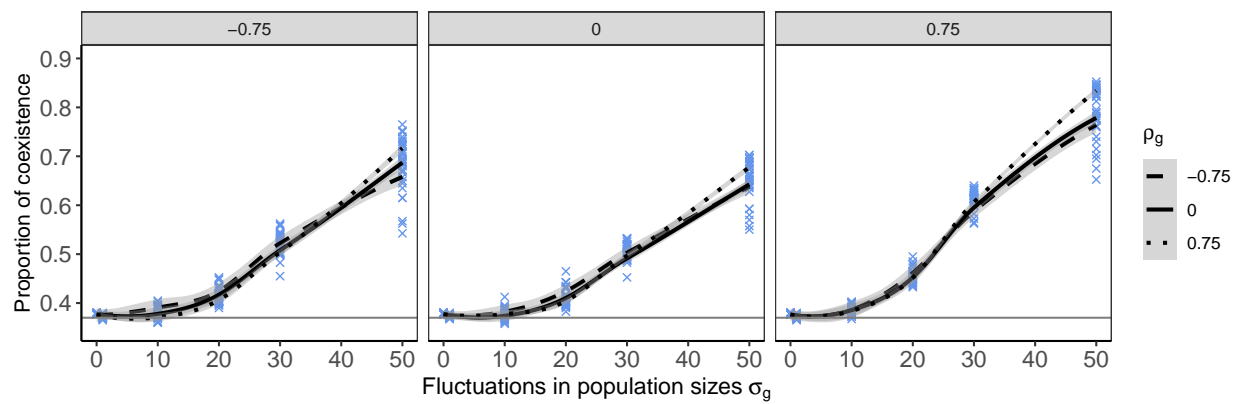 −0.75 0 0.75
Proportion of coexistence
0.9
0.8
0.7
0.6
0.5
0.4
0 10 20 30 40 50 0 10 20 30 40 50 0 10 20 30 40 50
Fluctuations in population sizes σg
ρg
−0.75
0
0.75